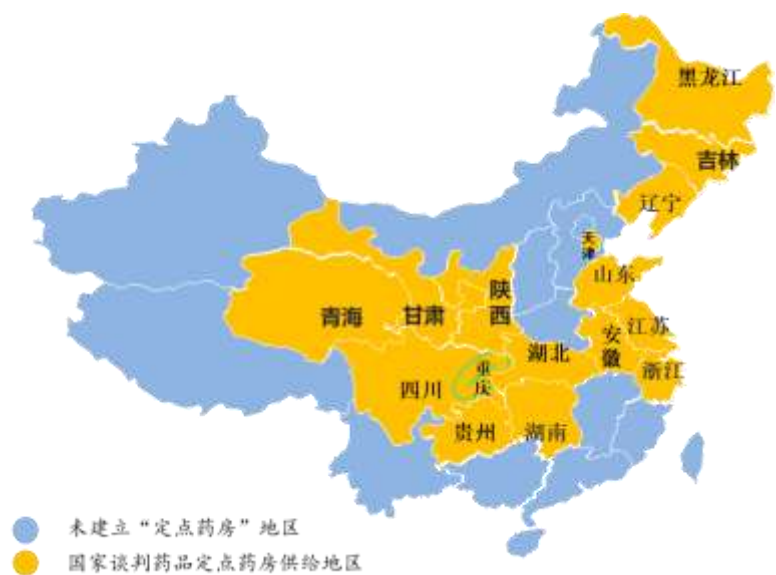 黑龙江
吉林
辽宁
天津
山东
陕西
青海
甘肃
江苏
安徽
湖北
浙江
重庆
四川
贵州
湖南
未建立“定点药房”地区
国家谈判药品定点药房供给地区